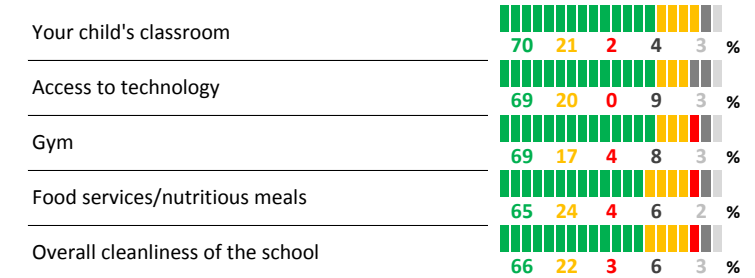 Your child's classroom
70 21 2 4 3 %
Access to technology
69 20 0 9 3 %
Gym
69 17 4 8 3 %
Food services/nutritious meals
65 24 4 6 2 %
Overall cleanliness of the school
66 22 3 6 3 %